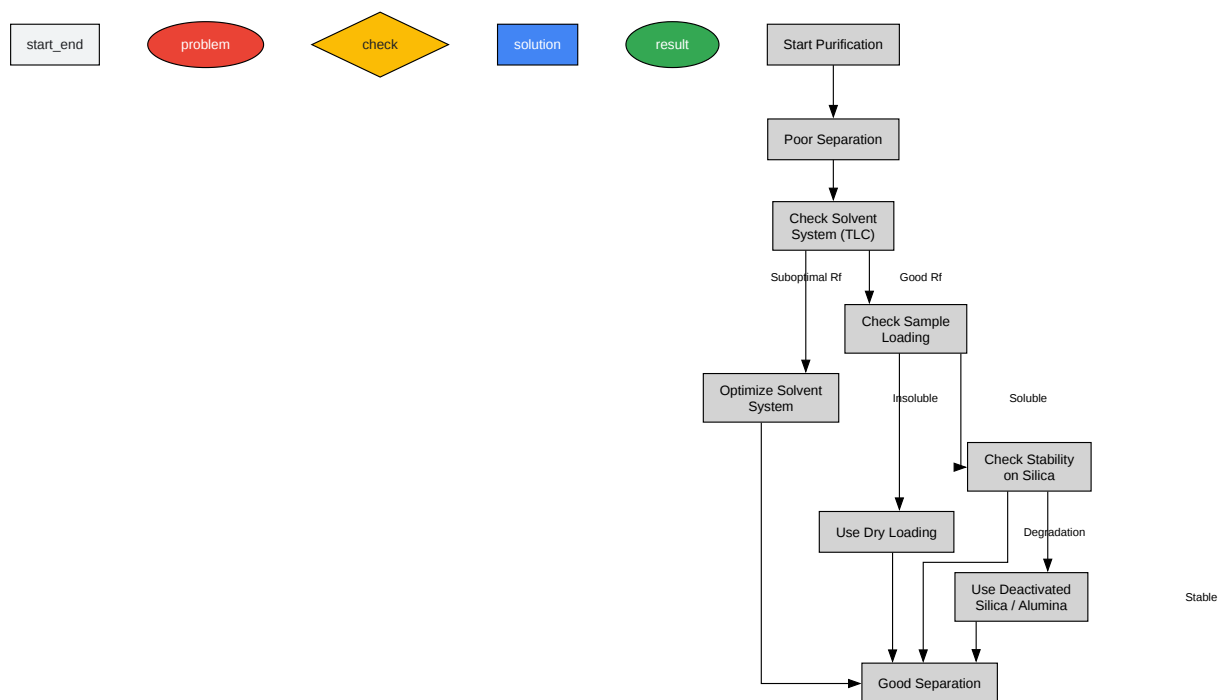 start_end
problem
check
solution
result
Start Purification
Poor Separation
Check Solvent
System (TLC)
Suboptimal Rf
Good Rf
Check Sample
Loading
Optimize Solvent
System
Insoluble
Soluble
Check Stability
on Silica
Use Dry Loading
Degradation
Use Deactivated
Silica / Alumina
Stable
Good Separation